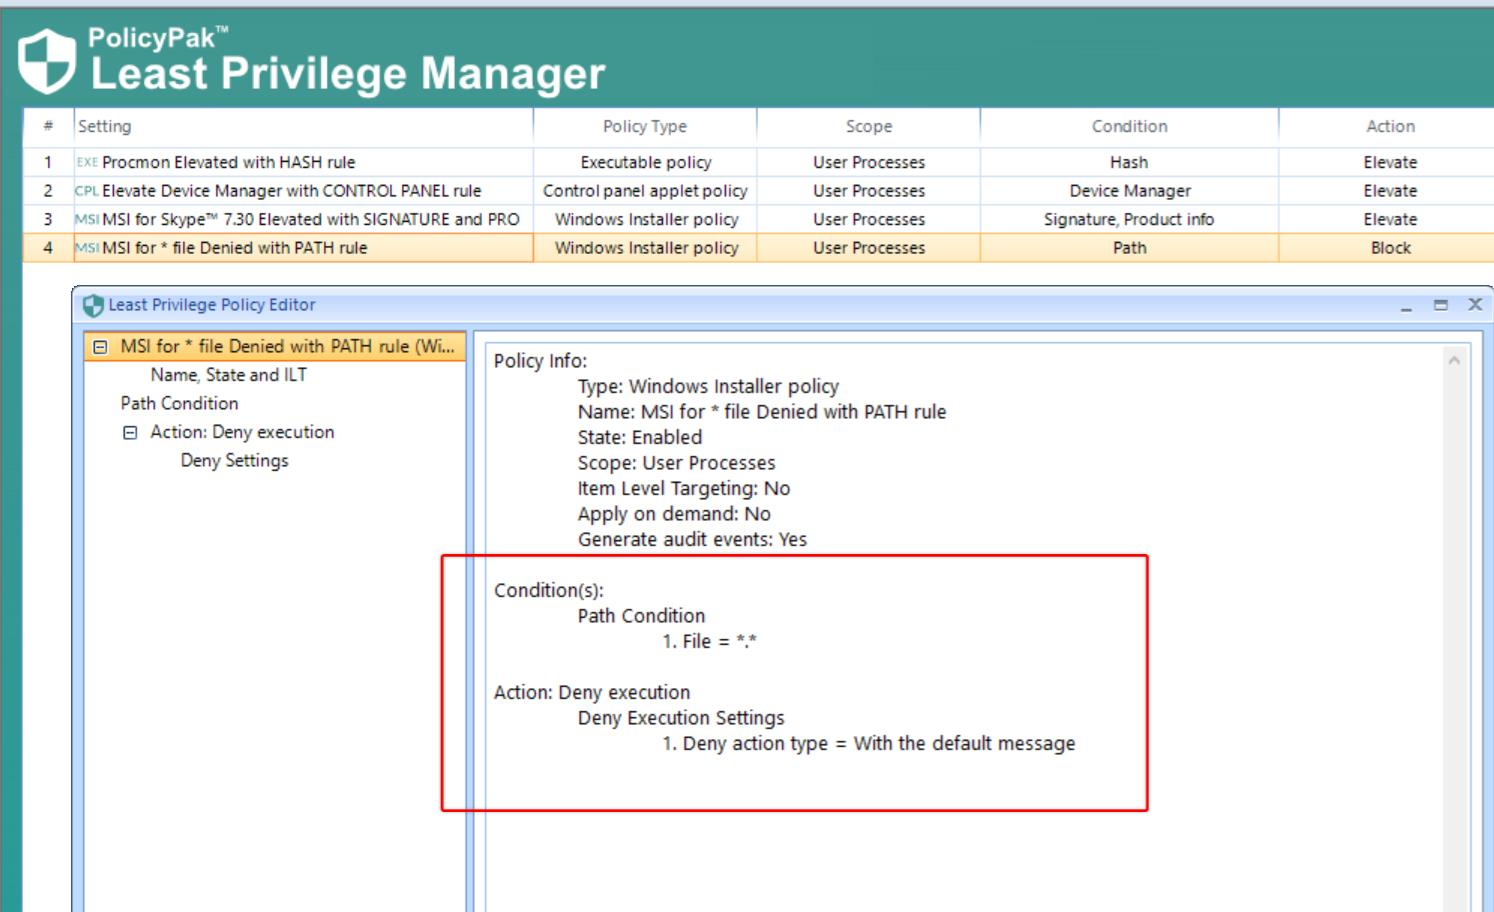 PolicyPak™
Least Privilege Manager
# Setting Policy Type Scope Condition Action
1 EXE Procmon Elevated with HASH rule Executable policy User Processes Hash Elevate
2 CPL Elevate Device Manager with CONTROL PANEL rule Control panel applet policy User Processes Device Manager Elevate
3 MSI MSI for Skype™ 7.30 Elevated with SIGNATURE and PRO Windows Installer policy User Processes Signature, Product info Elevate
4 MSI MSI for * file Denied with PATH rule Windows Installer policy User Processes Path Block
Least Privilege Policy Editor
MSI for * file Denied with PATH rule (Wi...
Name, State and ILT
Path Condition
Action: Deny execution
Deny Settings
Policy Info:
Type: Windows Installer policy
Name: MSI for * file Denied with PATH rule
State: Enabled
Scope: User Processes
Item Level Targeting: No
Apply on demand: No
Generate audit events: Yes
Condition(s):
Path Condition
1. File = *.*
Action: Deny execution
Deny Execution Settings
1. Deny action type = With the default message